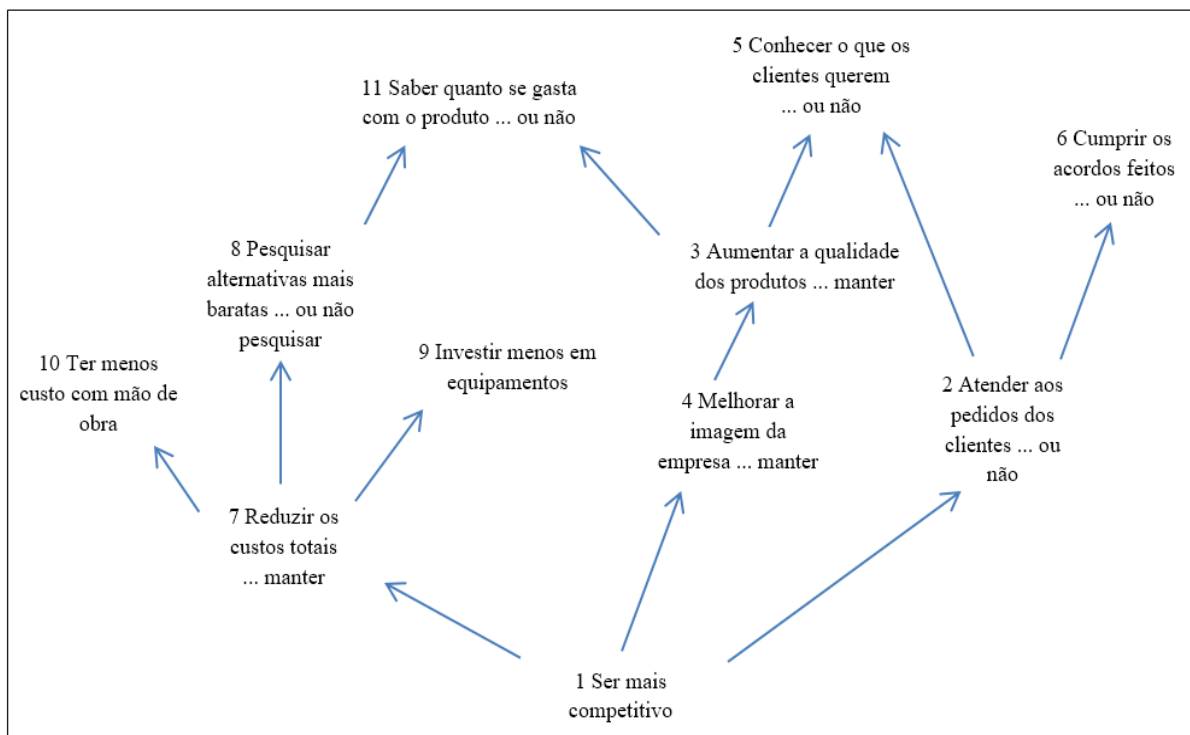 5 Conhecer o que os
clientes querem
... ou não
11 Saber quanto se gasta
com o produto ... ou não
6 Cumprir os
acordos feitos
... ou não
8 Pesquisar
alternativas mais
baratas ... ou não
pesquisar
3 Aumentar a qualidade
dos produtos ... manter
10 Ter menos
custo com mão de
obra
9 Investir menos em
equipamentos
4 Melhorar a
imagem da
empresa ... manter
2 Atender aos
pedidos dos
clientes ... ou
não
7 Reduzir os
custos totais
... manter
1 Ser mais
competitivo